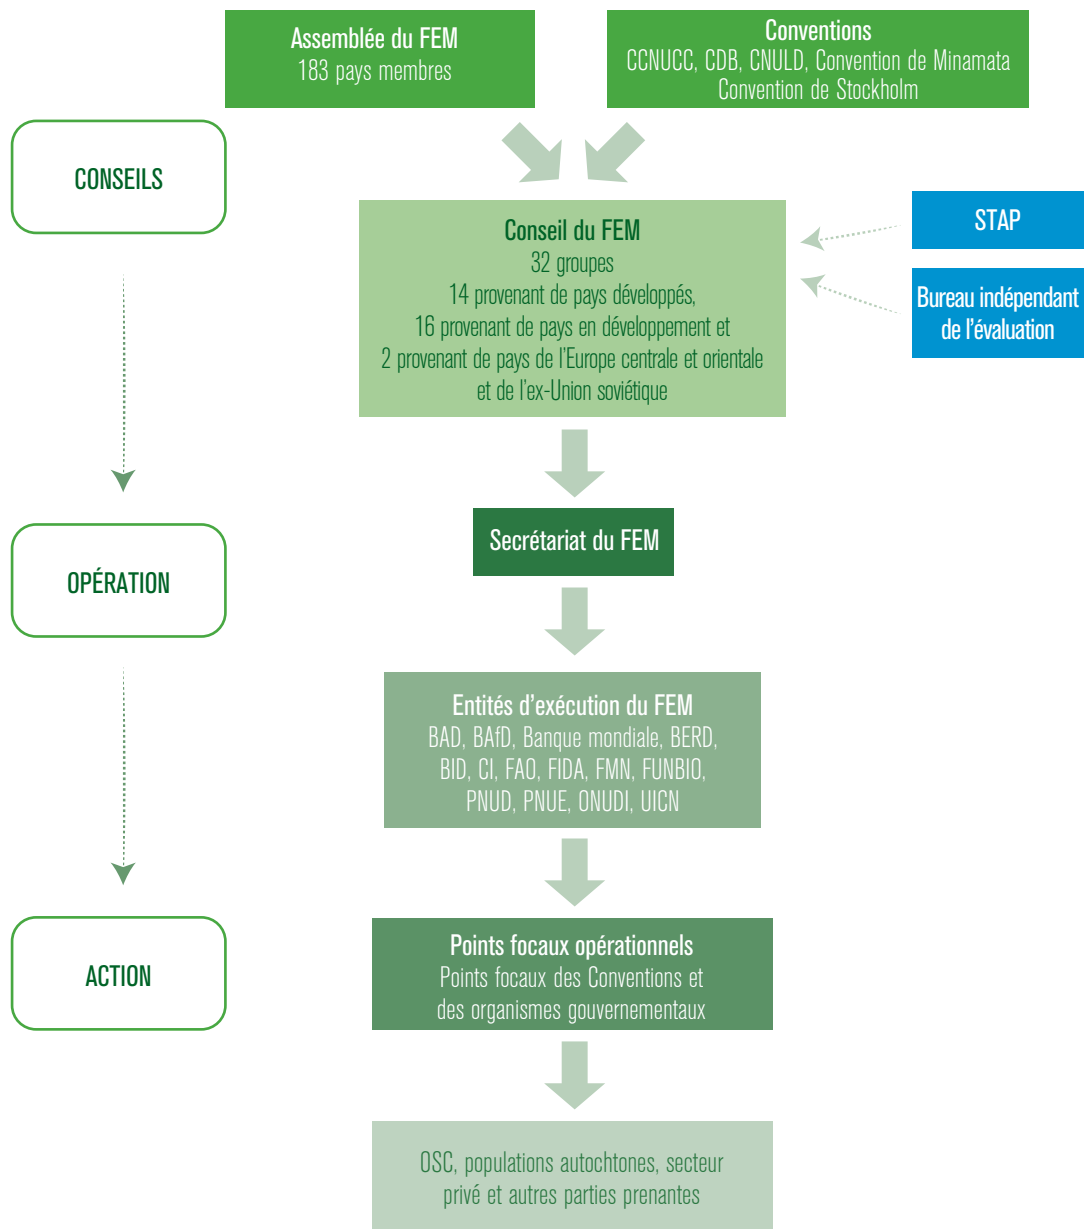 Assemblée du FEM
183 pays membres
Conventions
CCNUCC, CDB, CNULD, Convention de Minamata
Convention de Stockholm
CONSEILS
Conseil du FEM
32 groupes
14 provenant de pays développés,
16 provenant de pays en développement et
2 provenant de pays de l'Europe centrale et orientale
et de l'ex-Union soviétique
STAP
Bureau indépendant
de l'évaluation
Secrétariat du FEM
OPÉRATION
Entités d'exécution du FEM
BAD, BAfD, Banque mondiale, BERD,
BID, CI, FAO, FIDA, FMN, FUNBIO,
PNUD, PNUE, ONUDI, UICN
ACTION
Points focaux opérationnels
Points focaux des Conventions et
des organismes gouvernementaux
OSC, populations autochtones, secteur
privé et autres parties prenantes